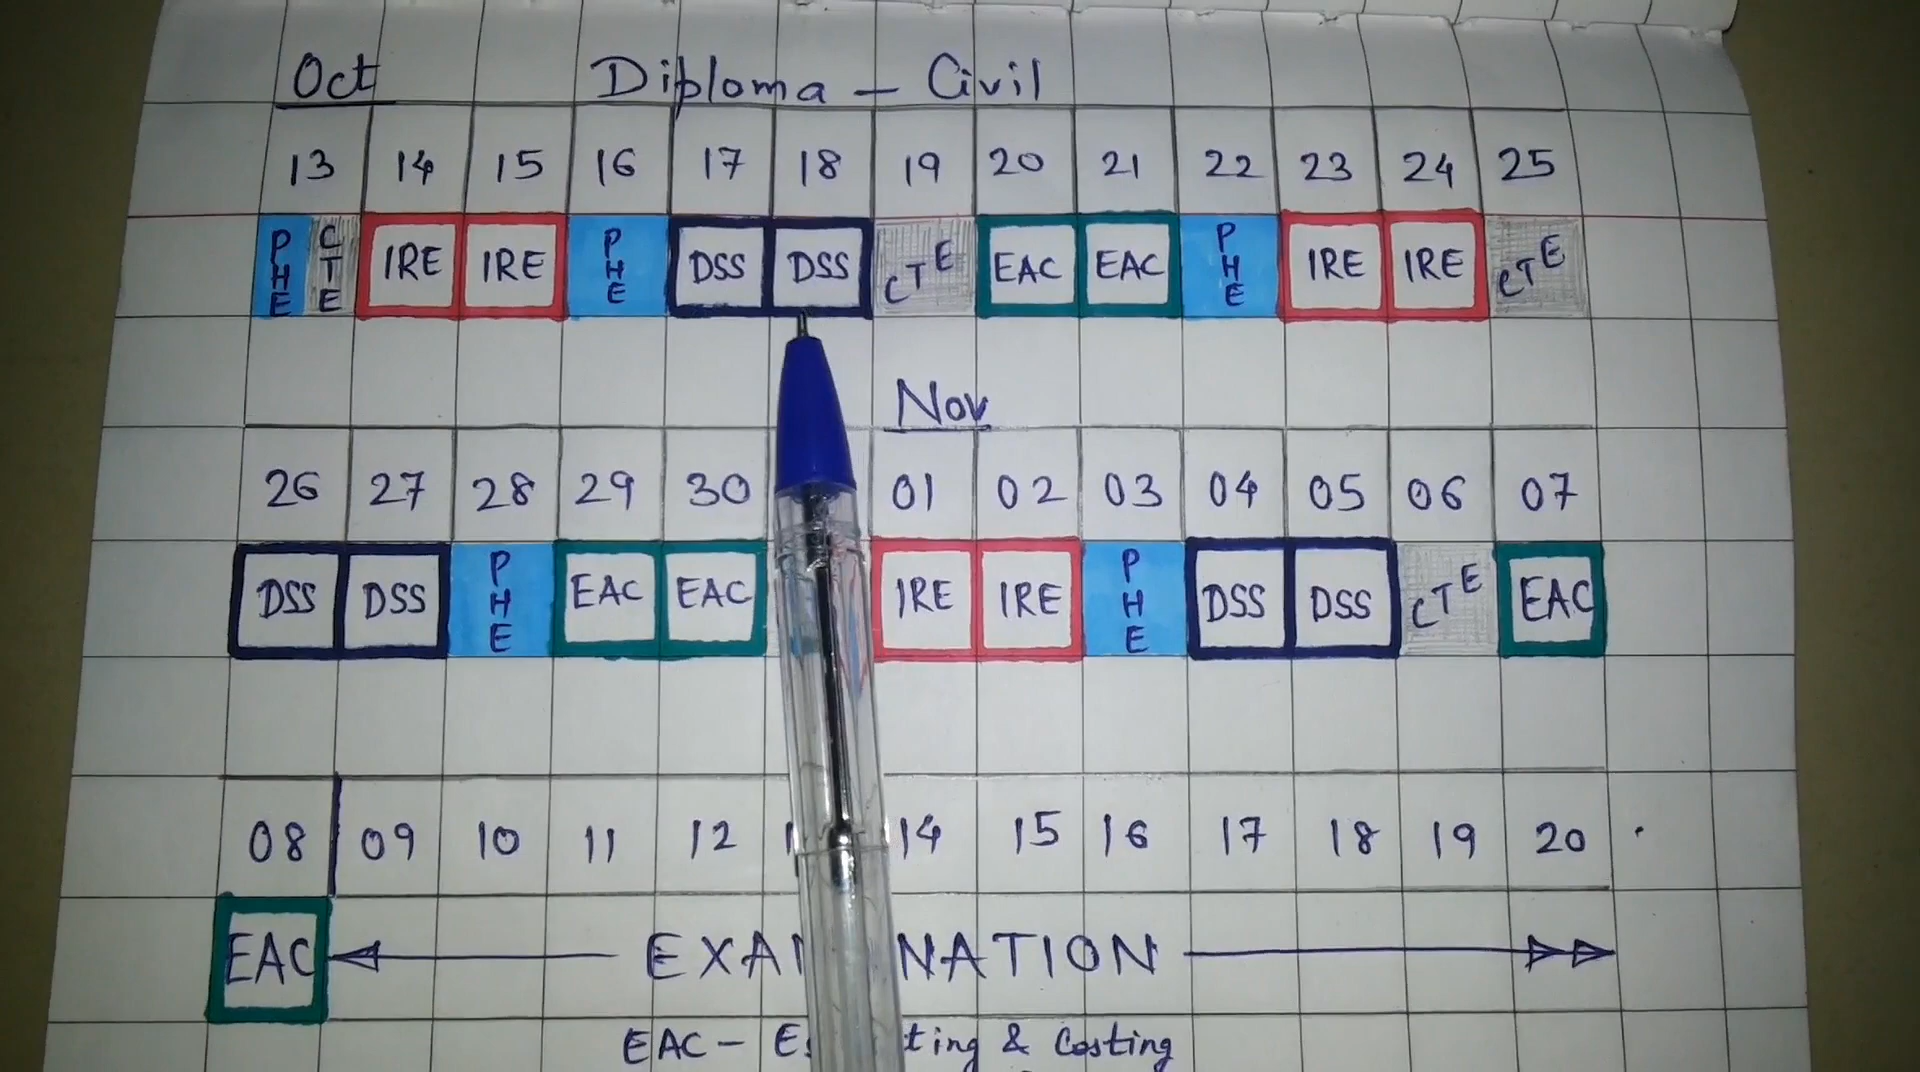 Oct Diploma - Civil
13 14 15 16 17 18 19 20 21 22 23 24 25
PHE CTE IRE IRE PHE DSS DSS CTE EAC EAC PHE IRE IRE CTE
Nov
26 27 28 29 30 01 02 03 04 05 06 07
DSS DSS PHE EAC EAC IRE IRE PHE DSS DSS CTE EAC
08 09 10 11 12 14 15 16 17 18 19 20
EAC
EAC - & Costing